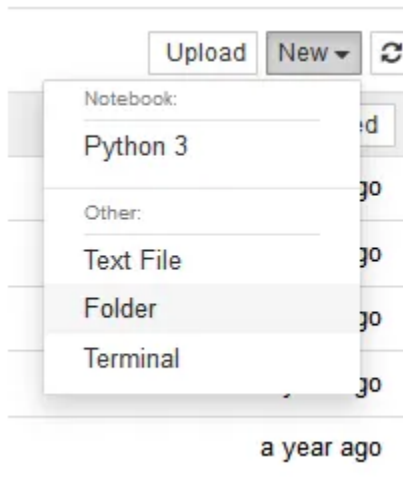 Upload New
Notebook:
Python 3
Other:
Text File
Folder
Terminal
a year ago